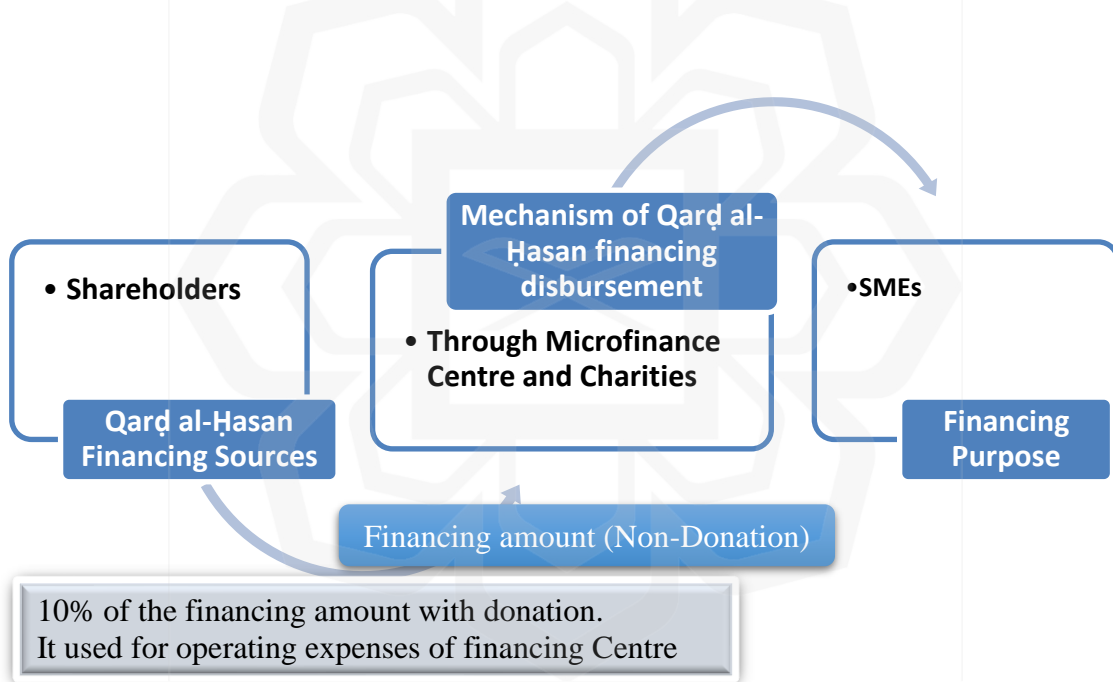 • Shareholders
Qarḍ al-Ḥasan
Financing Sources
Mechanism of Qarḍ al-
Ḥasan financing
disbursement
• Through Microfinance
Centre and Charities
•SMEs
Financing
Purpose
Financing amount (Non-Donation)
10% of the financing amount with donation.
It used for operating expenses of financing Centre